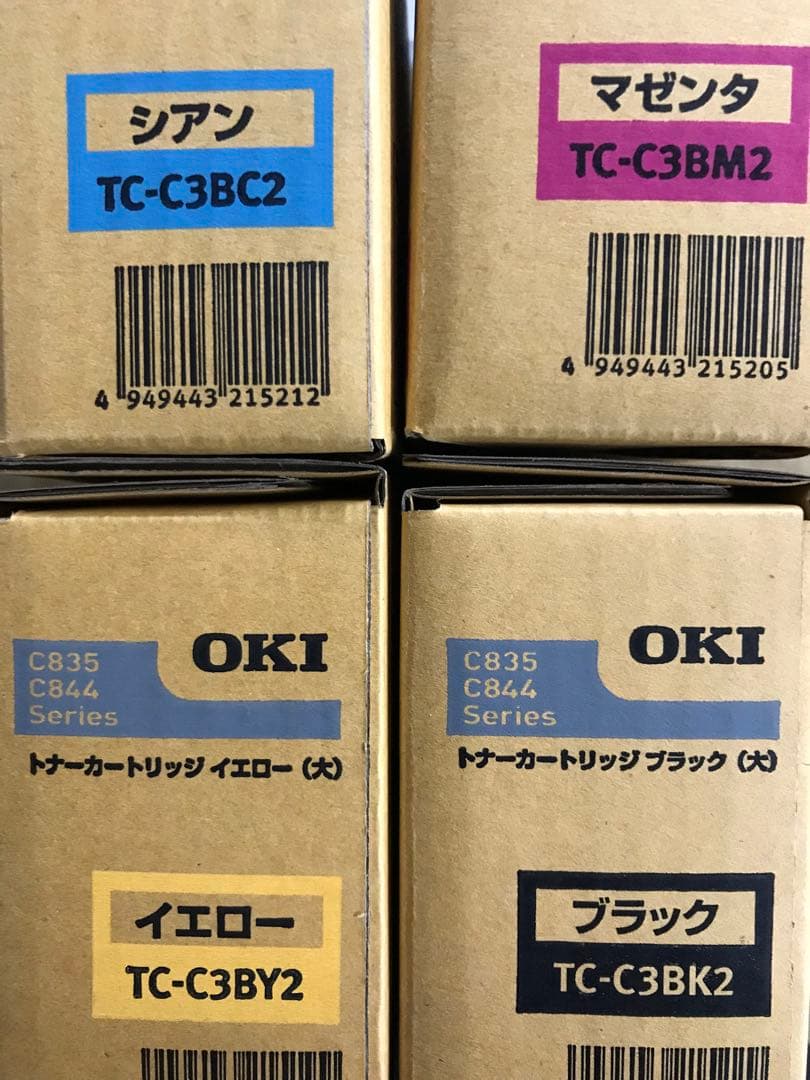 シアン
TC-C3BC2
4 949443 215212
マゼンタ
TC-C3BM2
4 949443 215205
C835
C844
Series
OKI
トナーカートリッジ イエロー（大）
イエロー
TC-C3BY2
C835
C844
Series
OKI
トナーカートリッジ ブラック（大）
ブラック
TC-C3BK2